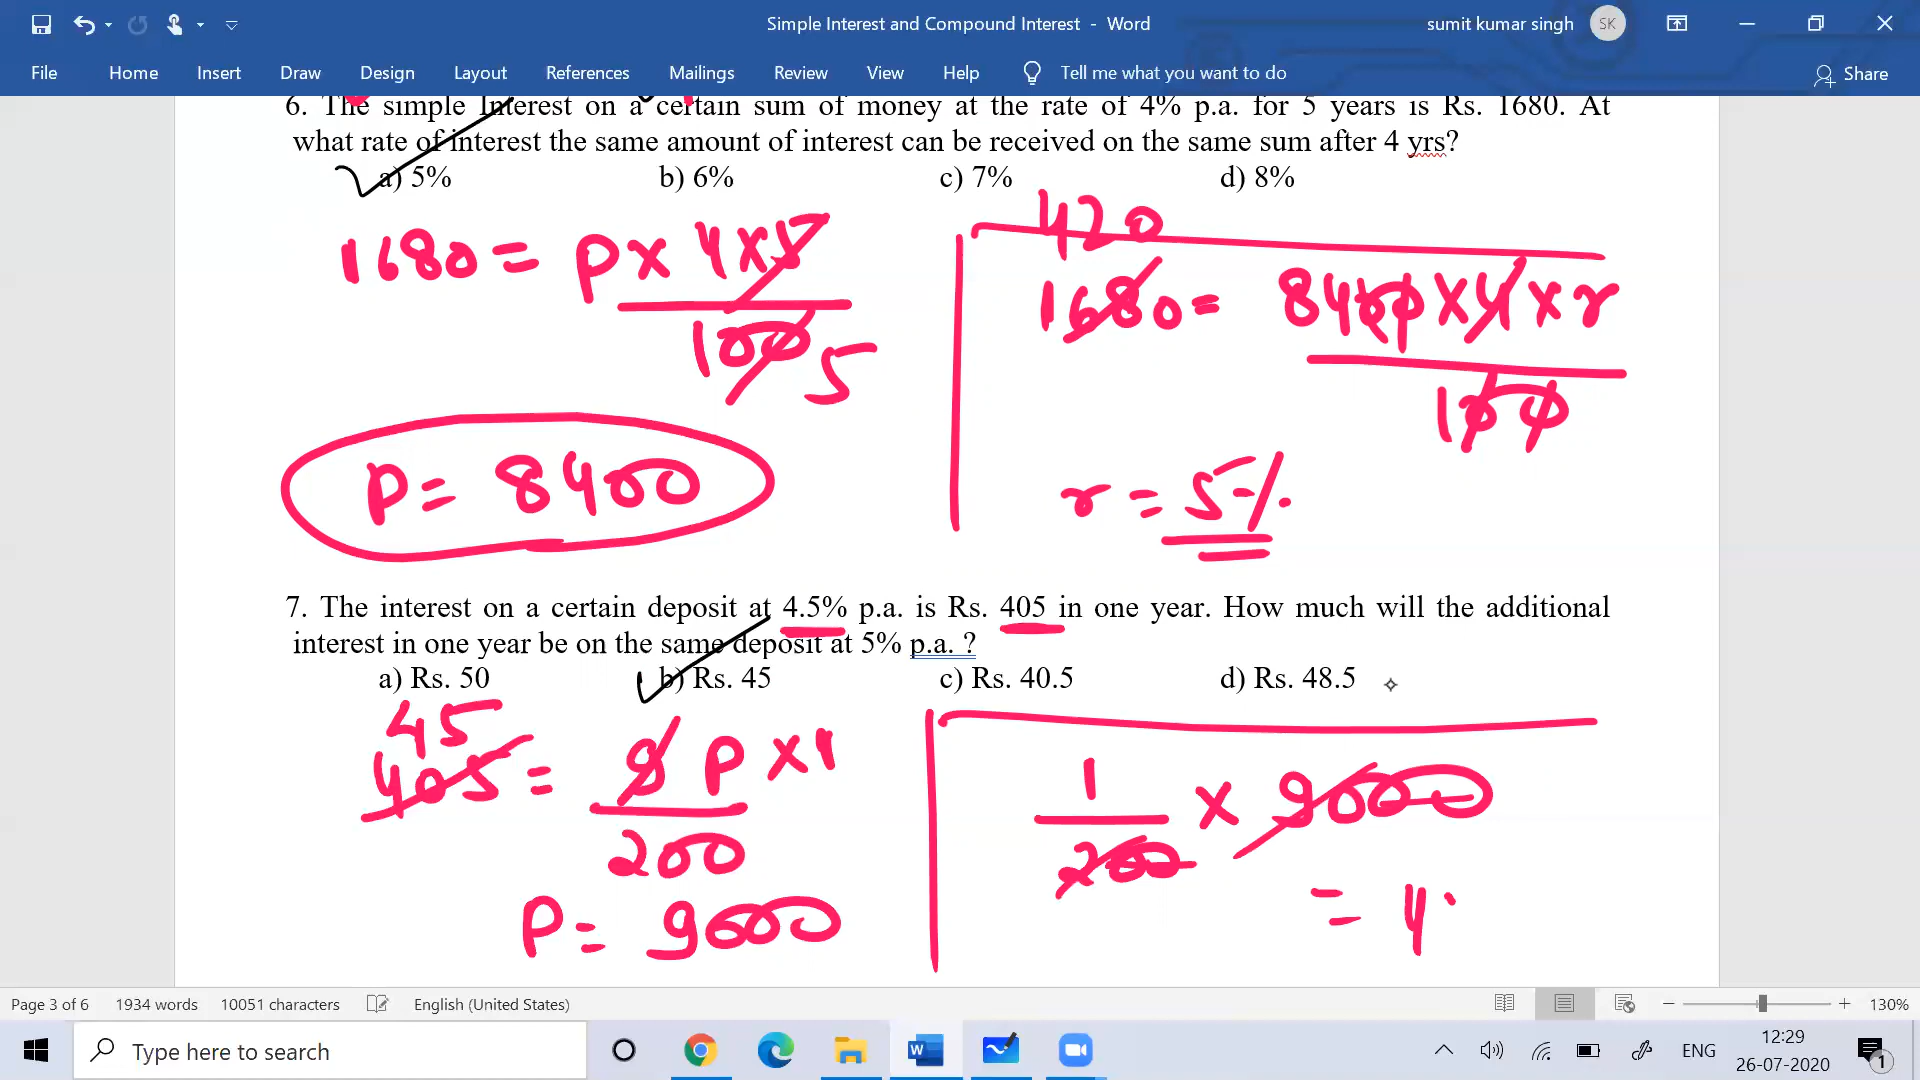 Simple Interest and Compound Interest - Word
sumit kumar singh SK
File Home Insert Draw Design Layout References Mailings Review View Help Tell me what you want to do Share
6. The simple Interest on a certain sum of money at the rate of 4% p.a. for 5 years is Rs. 1680. At
what rate of interest the same amount of interest can be received on the same sum after 4 yrs?
a) 5% b) 6% c) 7% d) 8%
1680 = P x 4 x 5
100 5
P = 8400
420
1680 = 8400 x 4 x r
100
r = 5%
7. The interest on a certain deposit at 4.5% p.a. is Rs. 405 in one year. How much will the additional
interest in one year be on the same deposit at 5% p.a. ?
a) Rs. 50 b) Rs. 45 c) Rs. 40.5 d) Rs. 48.5
45
405 = 9 P x 1
200
P = 9000
1
200 x 9000
= 4
Page 3 of 6 1934 words 10051 characters English (United States) 130%
Type here to search
ENG
12:29
26-07-2020
1